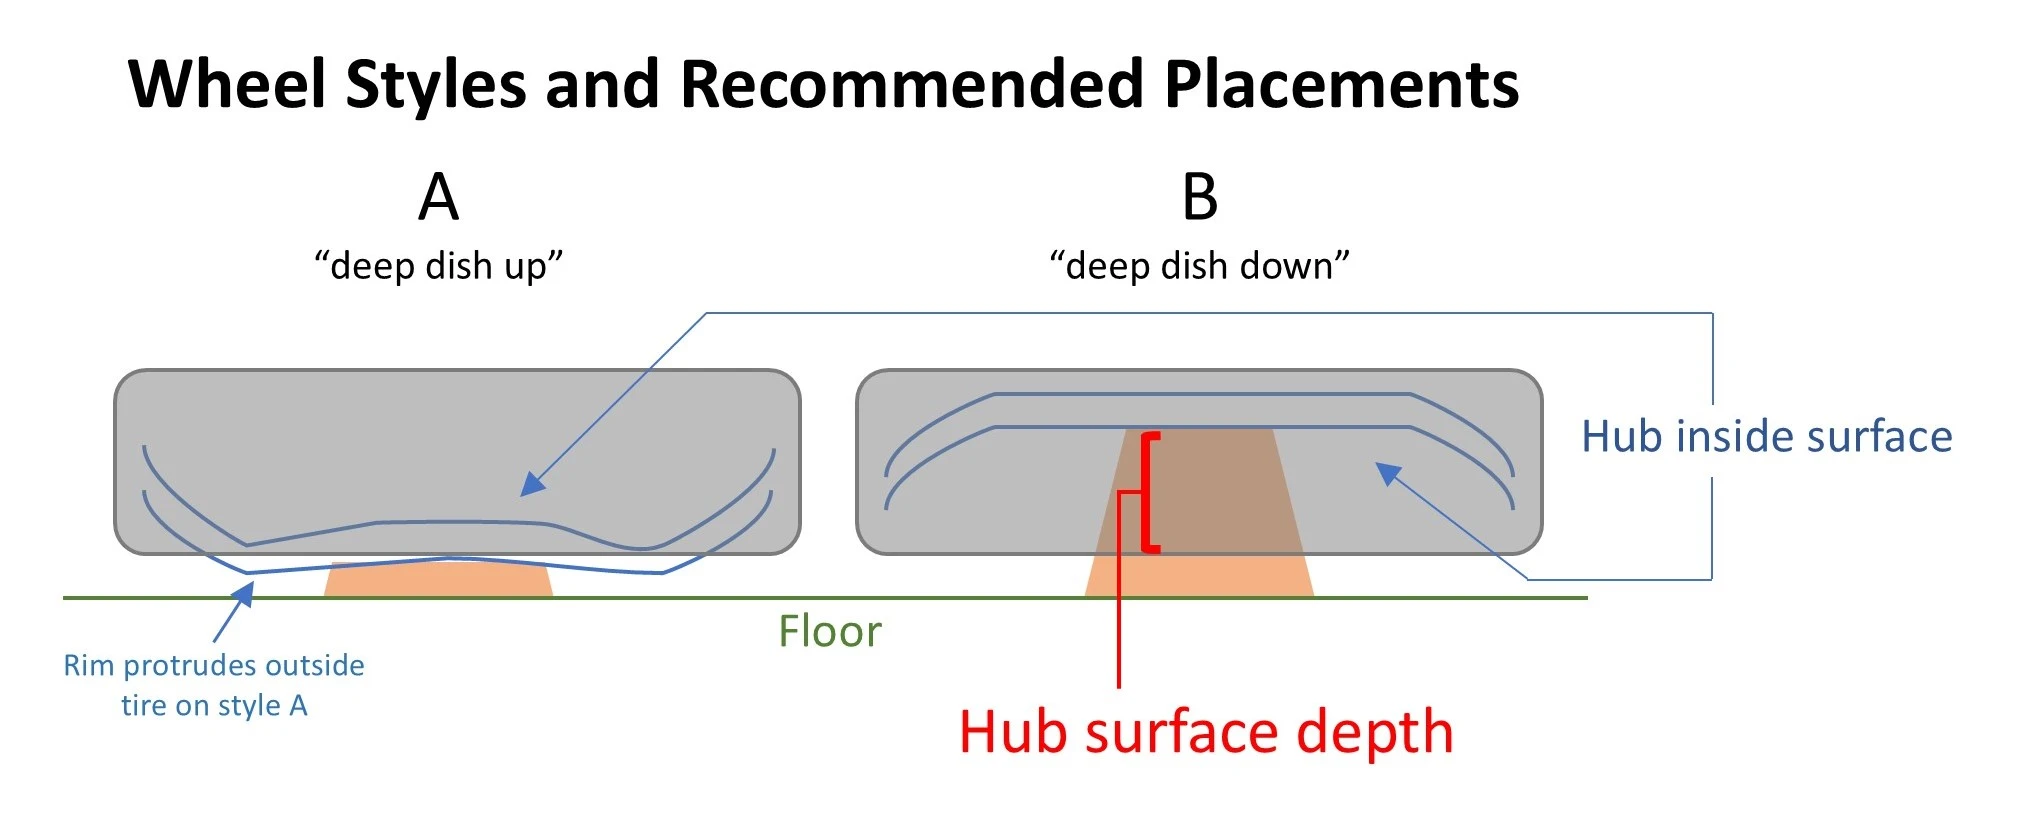 Wheel Styles and Recommended Placements
A
“deep dish up”
B
“deep dish down”
Hub inside surface
Floor
Rim protrudes outside
tire on style A
Hub surface depth